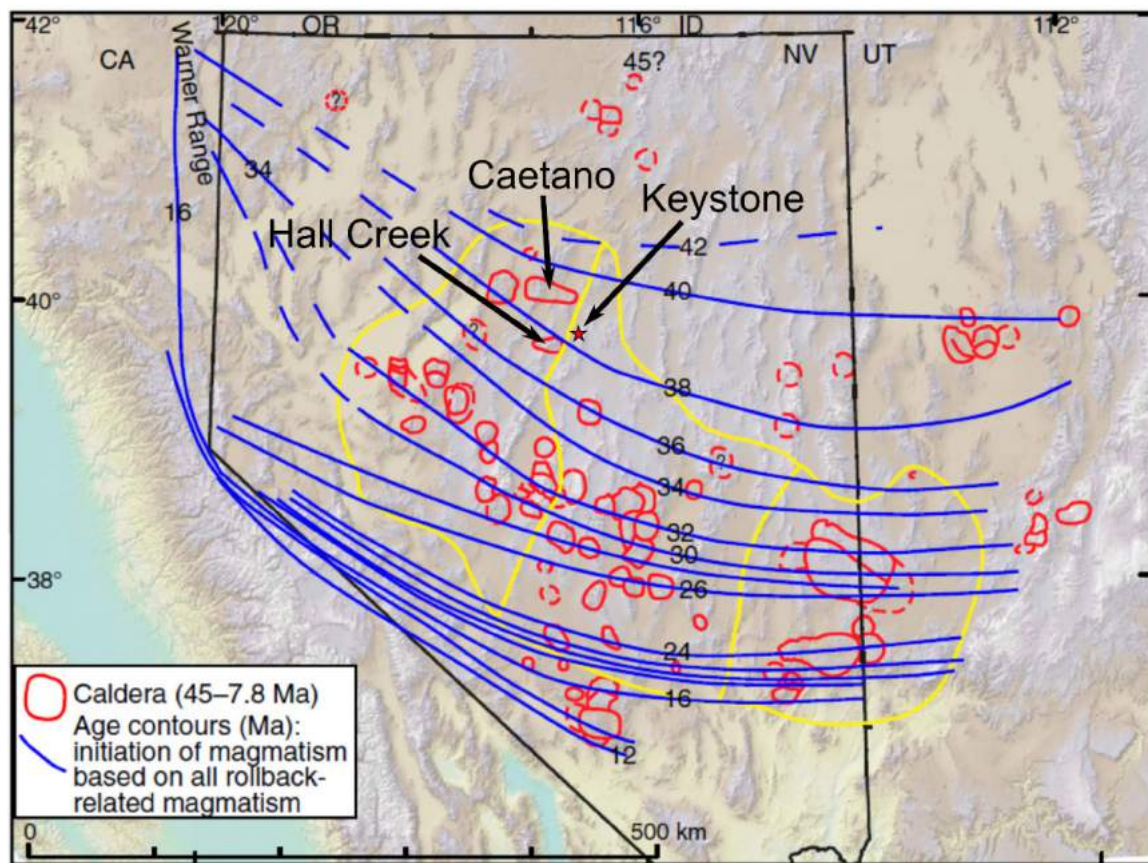 42°
120°
OR
116°
ID
112°
CA
Warner Range
45?
NV
UT
?
34
16
Caetano
Keystone
Hall Creek
42
40
40°
?
38
36
?
34
32
30
26
38°
24
16
12
Caldera (45–7.8 Ma)
Age contours (Ma):
initiation of magmatism
based on all rollback-
related magmatism
0
500 km